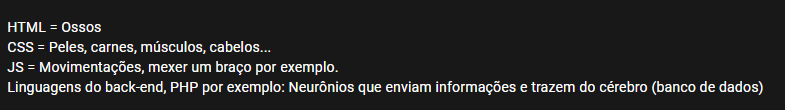 HTML = Ossos
CSS = Peles, carnes, músculos, cabelos...
JS = Movimentações, mexer um braço por exemplo.
Linguagens do back-end, PHP por exemplo: Neurônios que enviam informações e trazem do cérebro (banco de dados)